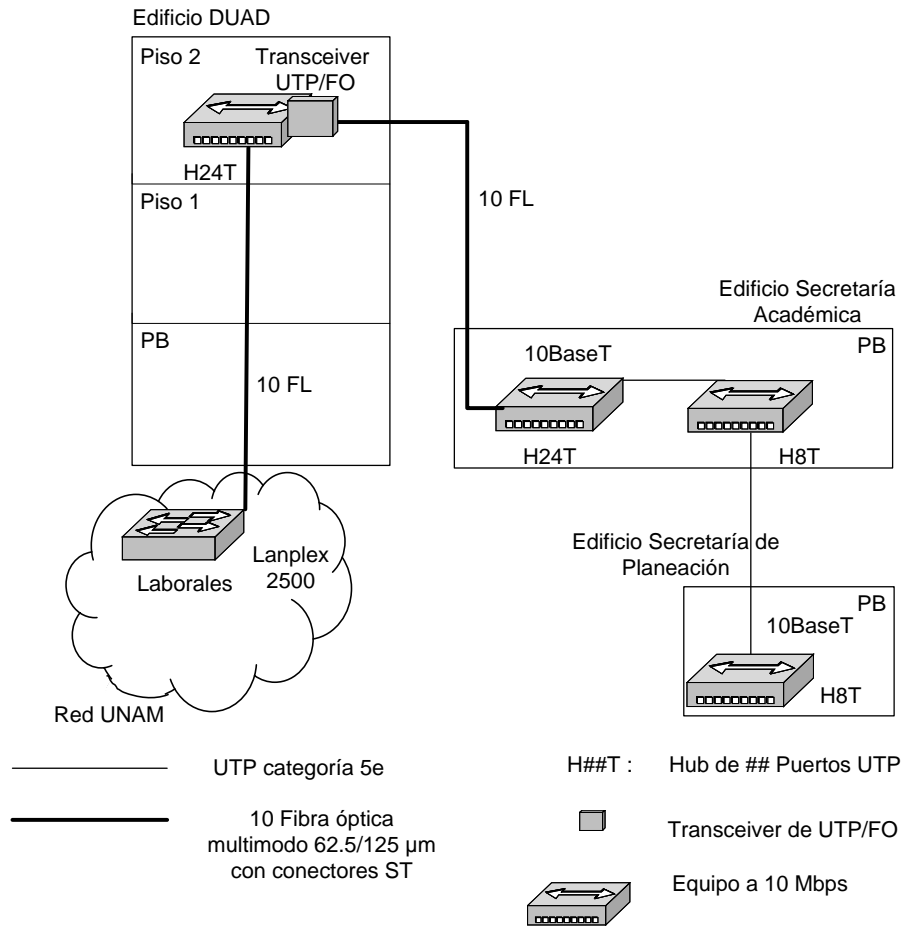 Edificio DUAD
Piso 2
Transceiver
UTP/FO
H24T
Piso 1
10 FL
Edificio Secretaría
Académica
PB
PB
10BaseT
10 FL
H24T
H8T
Edificio Secretaría de
Planeación
Lanplex
2500
Laborales
PB
10BaseT
H8T
Red UNAM
UTP categoría 5e
H##T :
Hub de ## Puertos UTP
10 Fibra óptica
multimodo 62.5/125 µm
con conectores ST
Transceiver de UTP/FO
Equipo a 10 Mbps